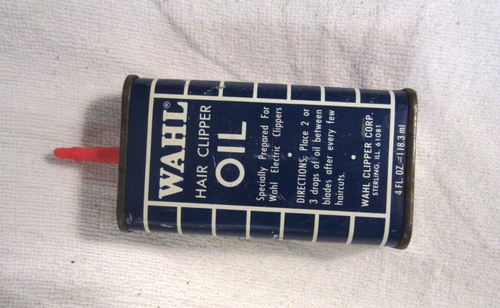 WAHL®
HAIR CLIPPER
OIL
Specially Prepared For
Wahl Electric Clippers
•
DIRECTIONS: Place 2 or
3 drops of oil between
blades after every few
haircuts. •
WAHL CLIPPER CORP.
STERLING, ILL. 61081
4 FL. OZ.—118.3 ml